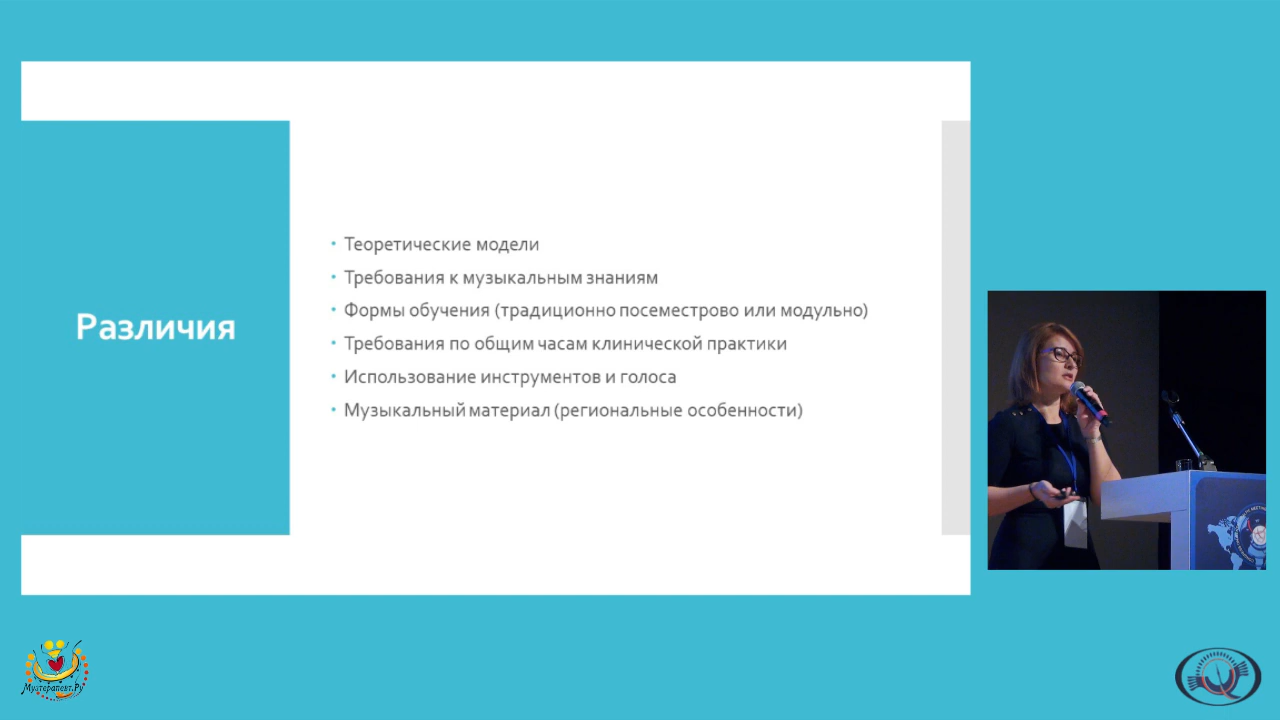 Различия
Теоретические модели
Требования к музыкальным знаниям
Формы обучения (традиционно посеместрово или модульно)
Требования по общим часам клинической практики
Использование инструментов и голоса
Музыкальный материал (региональные особенности)
Музтерапевт.Ру